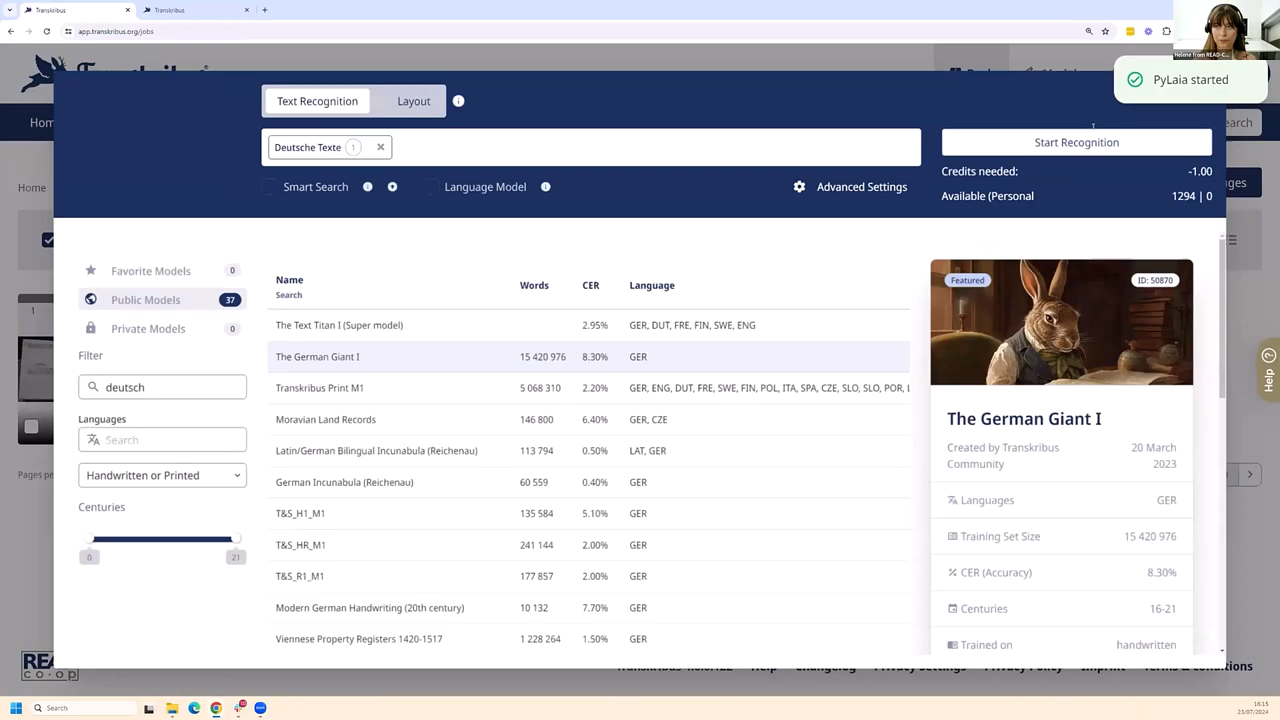 Transkribus
Transkribus
app.transkribus.org/jobs
Helene from READ-C...
PyLaia started
Transkribus
Text Recognition
Layout
Deutsche Texte 1
Start Recognition
Smart Search
Language Model
Advanced Settings
Credits needed: -1.00
Available (Personal 1294 | 0
Home
1
Favorite Models 0
Public Models 37
Private Models 0
Filter
deutsch
Languages
Search
Handwritten or Printed
Centuries
0 21
Name Words CER Language
Search
The Text Titan I (Super model) 2.95% GER, DUT, FRE, FIN, SWE, ENG
The German Giant I 15 420 976 8.30% GER
Transkribus Print M1 5 068 310 2.20% GER, ENG, DUT, FRE, SWE, FIN, POL, ITA, SPA, CZE, SLO, SLO, POR,
Moravian Land Records 146 800 6.40% GER, CZE
Latin/German Bilingual Incunabula (Reichenau) 113 794 0.50% LAT, GER
German Incunabula (Reichenau) 60 559 0.40% GER
T&S_H1_M1 135 584 5.10% GER
T&S_HR_M1 241 144 2.00% GER
T&S_R1_M1 177 857 2.00% GER
Modern German Handwriting (20th century) 10 132 7.70% GER
Viennese Property Registers 1420-1517 1 228 264 1.50% GER
Featured
ID: 50870
The German Giant I
Created by Transkribus Community
20 March 2023
Languages GER
Training Set Size 15 420 976
CER (Accuracy) 8.30%
Centuries 16-21
Trained on handwritten
Help
Search
16:15
23/07/2024